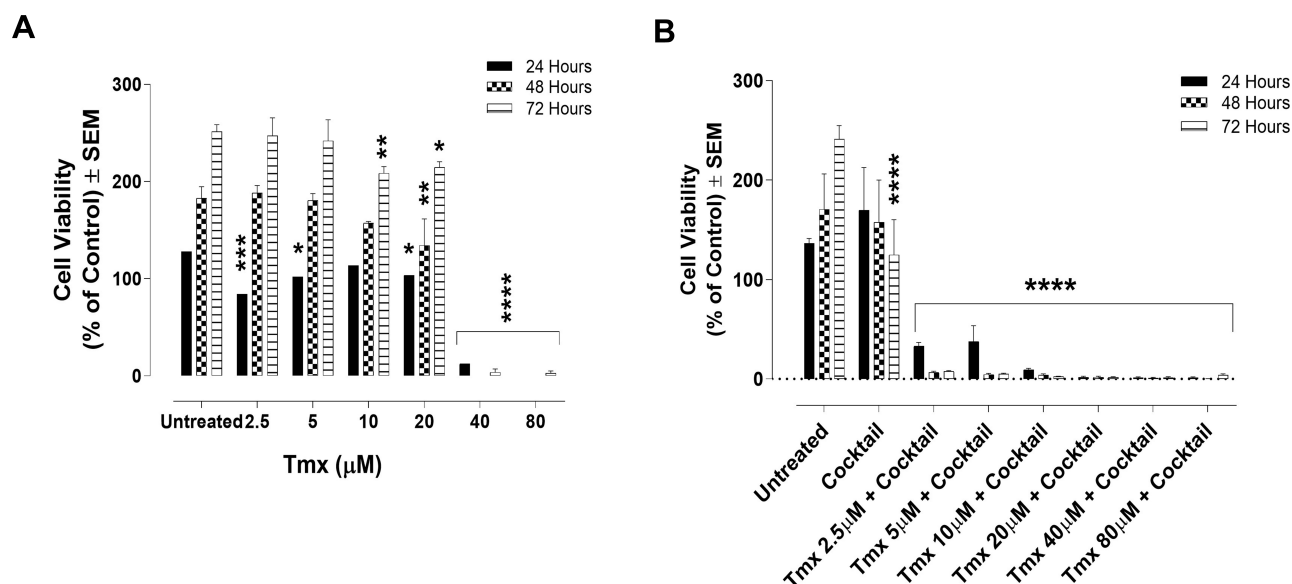 A
24 Hours
48 Hours
72 Hours
300
200
100
0
Cell Viability
(% of Control) ± SEM
***
*
**
*
**
*
****
Untreated 2.5 5 10 20 40 80
Tmx (μM)
B
24 Hours
48 Hours
72 Hours
300
200
100
0
Cell Viability
(% of Control) ± SEM
****
****
Untreated
Cocktail
Tmx 2.5μM + Cocktail
Tmx 5μM + Cocktail
Tmx 10μM + Cocktail
Tmx 20μM + Cocktail
Tmx 40μM + Cocktail
Tmx 80μM + Cocktail